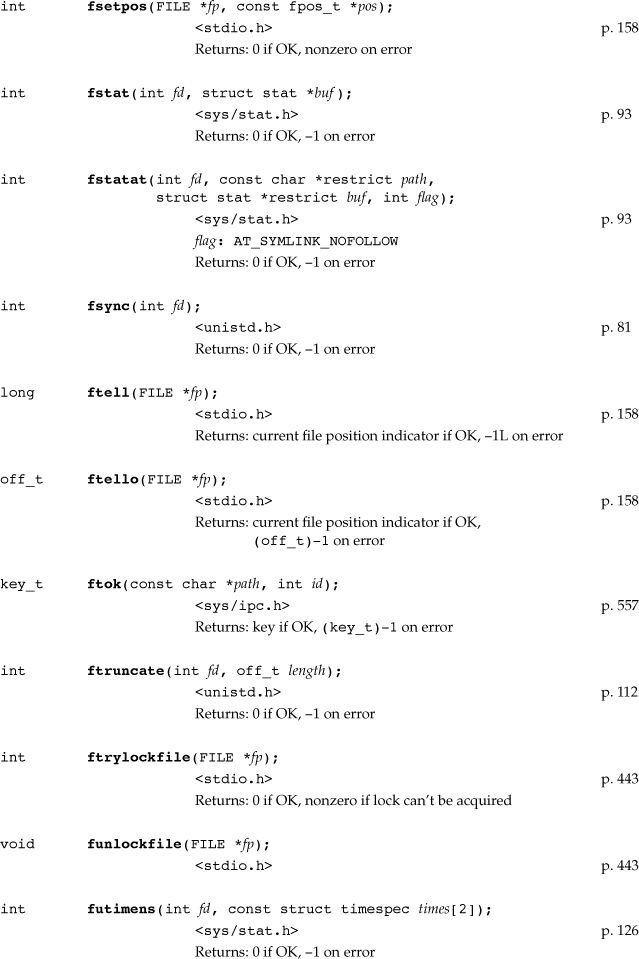 int fsetpos(FILE *fp, const fpos_t *pos);
<stdio.h> p. 158
Returns: 0 if OK, nonzero on error
int fstat(int fd, struct stat *buf);
<sys/stat.h> p. 93
Returns: 0 if OK, –1 on error
int fstatat(int fd, const char *restrict path,
struct stat *restrict buf, int flag);
<sys/stat.h> p. 93
flag: AT_SYMLINK_NOFOLLOW
Returns: 0 if OK, –1 on error
int fsync(int fd);
<unistd.h> p. 81
Returns: 0 if OK, –1 on error
long ftell(FILE *fp);
<stdio.h> p. 158
Returns: current file position indicator if OK, –1L on error
off_t ftello(FILE *fp);
<stdio.h> p. 158
Returns: current file position indicator if OK,
(off_t)–1 on error
key_t ftok(const char *path, int id);
<sys/ipc.h> p. 557
Returns: key if OK, (key_t)–1 on error
int ftruncate(int fd, off_t length);
<unistd.h> p. 112
Returns: 0 if OK, –1 on error
int ftrylockfile(FILE *fp);
<stdio.h> p. 443
Returns: 0 if OK, nonzero if lock can't be acquired
void funlockfile(FILE *fp);
<stdio.h> p. 443
int futimens(int fd, const struct timespec times[2]);
<sys/stat.h> p. 126
Returns: 0 if OK, –1 on error